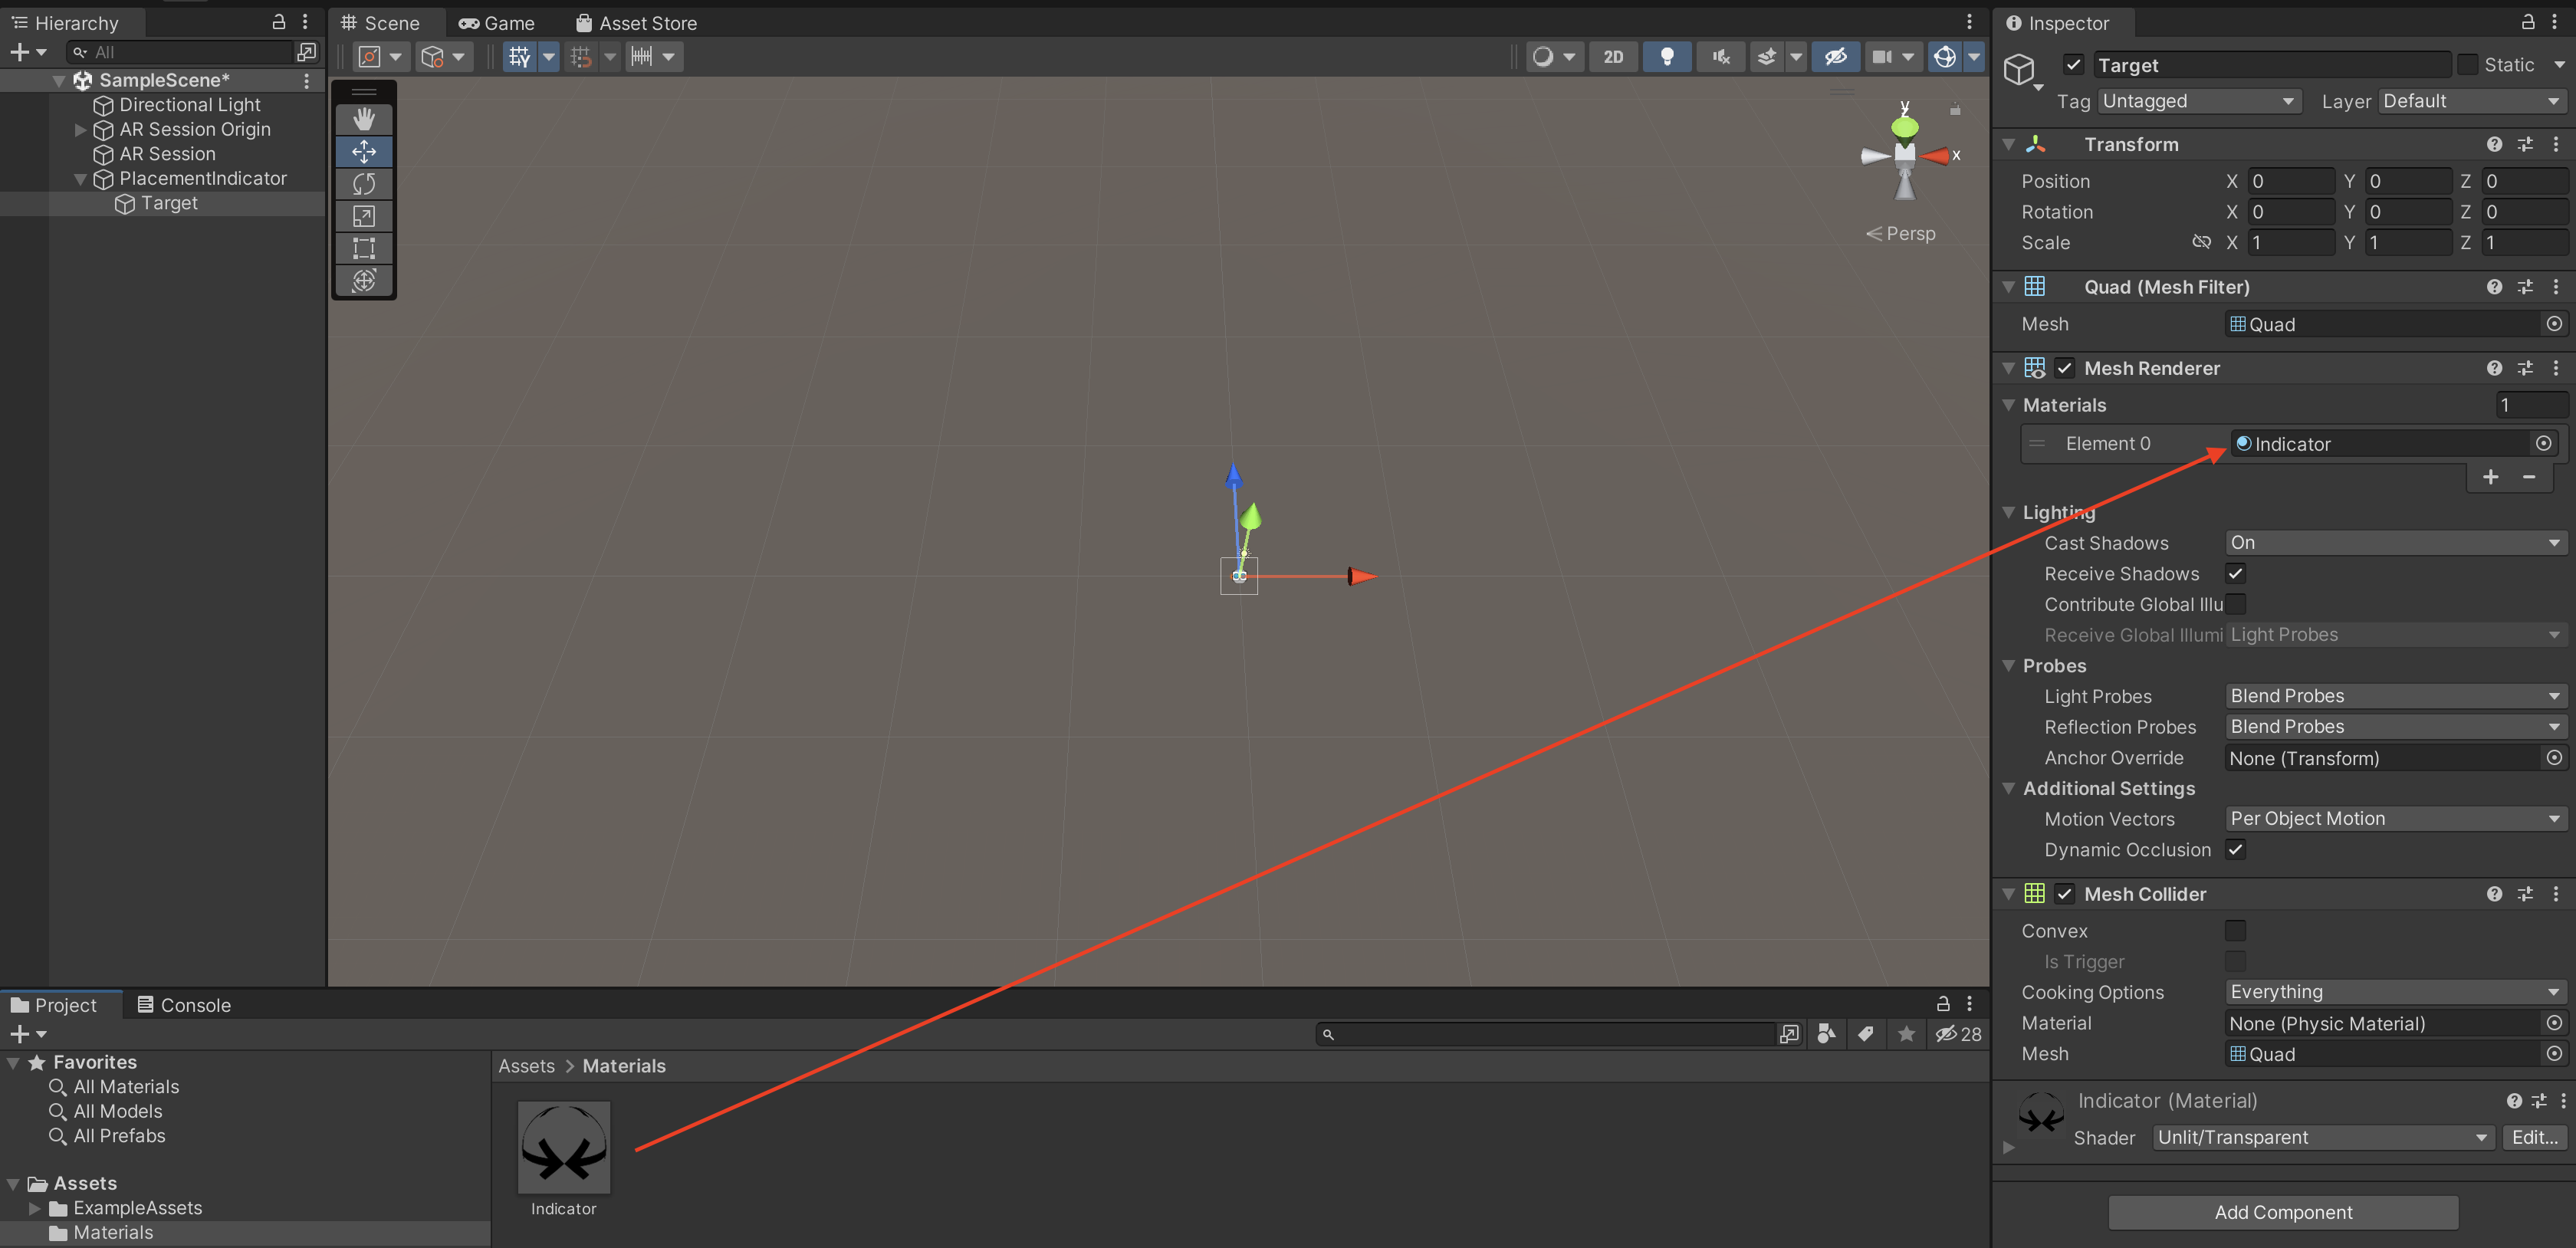 Hierarchy
All
SampleScene*
Directional Light
AR Session Origin
AR Session
PlacementIndicator
Target
Scene
Game
Asset Store
2D
y
x
Persp
Project
Console
28
Favorites
All Materials
All Models
All Prefabs
Assets
ExampleAssets
Materials
Assets > Materials
Indicator
Inspector
Target
Static
Tag Untagged
Layer Default
Transform
Position X 0 Y 0 Z 0
Rotation X 0 Y 0 Z 0
Scale X 1 Y 1 Z 1
Quad (Mesh Filter)
Mesh Quad
Mesh Renderer
Materials 1
Element 0 Indicator
Lighting
Cast Shadows On
Receive Shadows
Contribute Global Illu
Receive Global Illumi Light Probes
Probes
Light Probes Blend Probes
Reflection Probes Blend Probes
Anchor Override None (Transform)
Additional Settings
Motion Vectors Per Object Motion
Dynamic Occlusion
Mesh Collider
Convex
Is Trigger
Cooking Options Everything
Material None (Physic Material)
Mesh Quad
Indicator (Material)
Shader Unlit/Transparent Edit...
Add Component